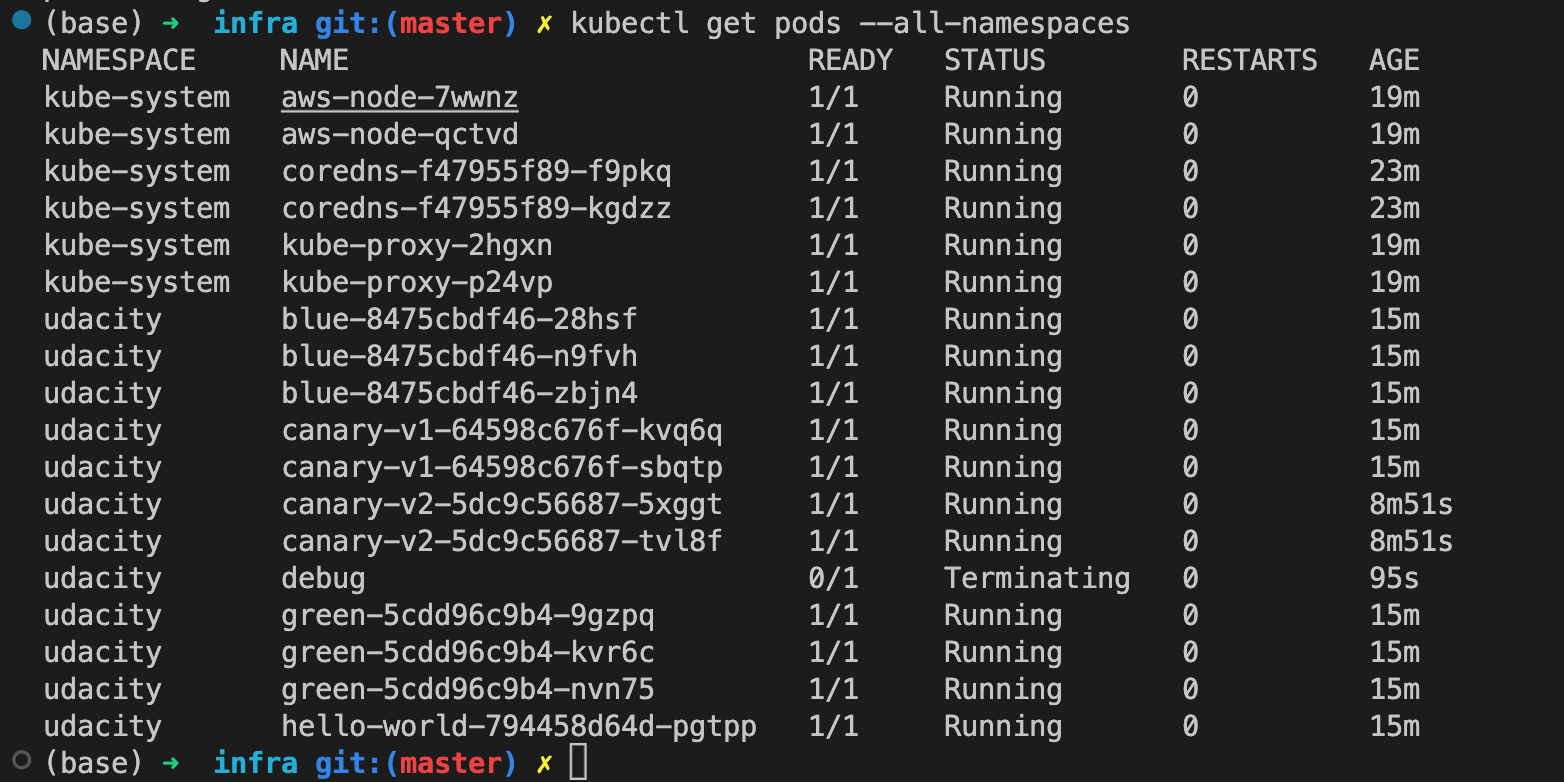 (base) ➜ infra git:(master) ✗ kubectl get pods --all-namespaces
NAMESPACE NAME READY STATUS RESTARTS AGE
kube-system aws-node-7wwnz 1/1 Running 0 19m
kube-system aws-node-qctvd 1/1 Running 0 19m
kube-system coredns-f47955f89-f9pkq 1/1 Running 0 23m
kube-system coredns-f47955f89-kgdzz 1/1 Running 0 23m
kube-system kube-proxy-2hgxn 1/1 Running 0 19m
kube-system kube-proxy-p24vp 1/1 Running 0 19m
udacity blue-8475cbdf46-28hsf 1/1 Running 0 15m
udacity blue-8475cbdf46-n9fvh 1/1 Running 0 15m
udacity blue-8475cbdf46-zbjn4 1/1 Running 0 15m
udacity canary-v1-64598c676f-kvq6q 1/1 Running 0 15m
udacity canary-v1-64598c676f-sbqtp 1/1 Running 0 15m
udacity canary-v2-5dc9c56687-5xggt 1/1 Running 0 8m51s
udacity canary-v2-5dc9c56687-tvl8f 1/1 Running 0 8m51s
udacity debug 0/1 Terminating 0 95s
udacity green-5cdd96c9b4-9gzpq 1/1 Running 0 15m
udacity green-5cdd96c9b4-kvr6c 1/1 Running 0 15m
udacity green-5cdd96c9b4-nvn75 1/1 Running 0 15m
udacity hello-world-794458d64d-pgtpp 1/1 Running 0 15m
(base) ➜ infra git:(master) ✗